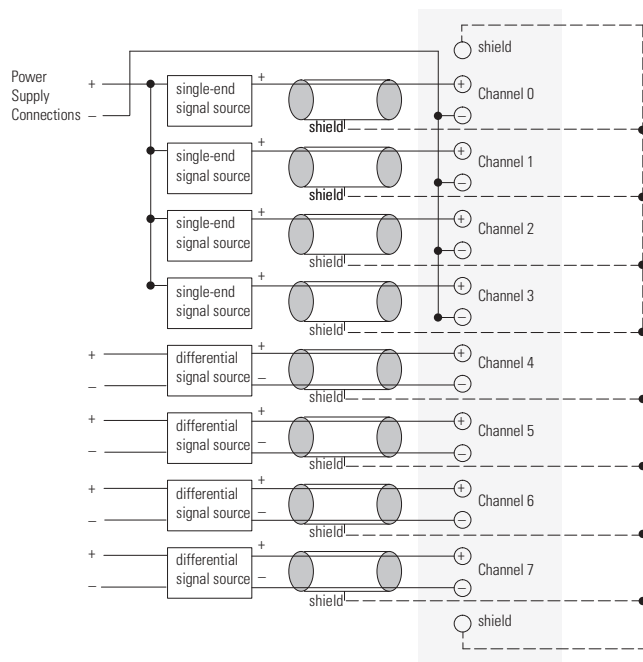 shield
Power
Supply
Connections
+
–
single-end
signal source
+
shield
+
Channel 0
–
single-end
signal source
+
shield
+
Channel 1
–
single-end
signal source
+
shield
+
Channel 2
–
single-end
signal source
+
shield
+
Channel 3
–
+
–
differential
signal source
+
–
shield
+
Channel 4
–
+
–
differential
signal source
+
–
shield
+
Channel 5
–
+
–
differential
signal source
+
–
shield
+
Channel 6
–
+
–
differential
signal source
+
–
shield
+
Channel 7
–
shield